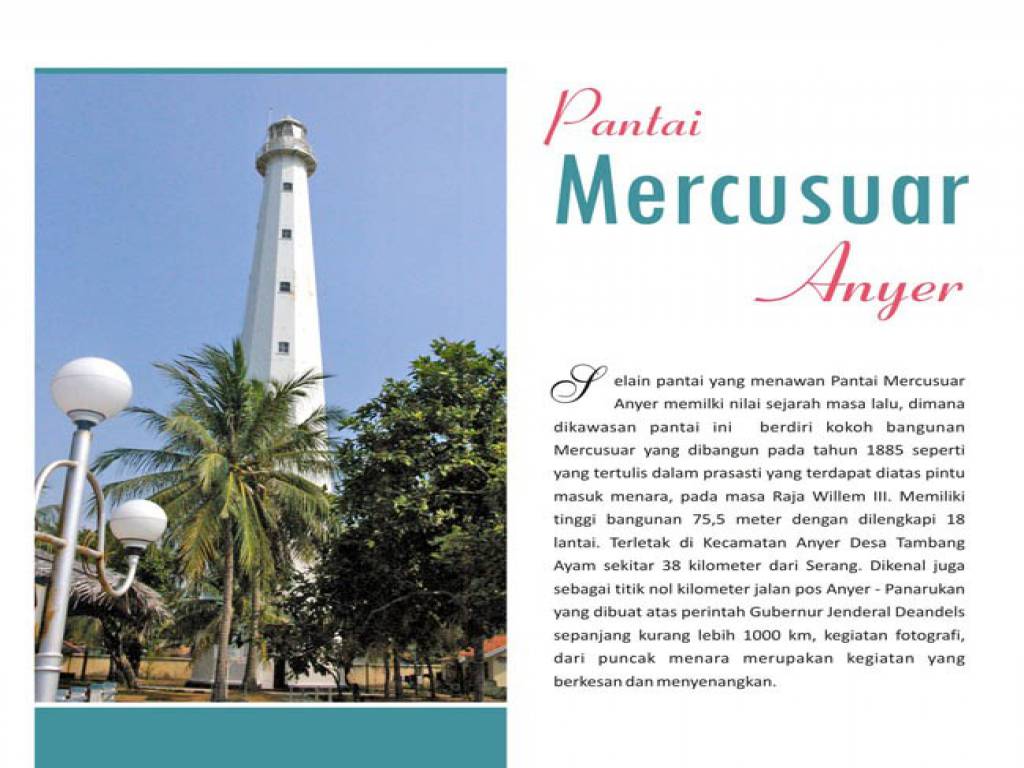 Pantai
Mercusuar
Anyer
Selain pantai yang menawan Pantai Mercusuar
Anyer memilki nilai sejarah masa lalu, dimana
dikawasan pantai ini berdiri kokoh bangunan
Mercusuar yang dibangun pada tahun 1885 seperti
yang tertulis dalam prasasti yang terdapat diatas pintu
masuk menara, pada masa Raja Willem III. Memiliki
tinggi bangunan 75,5 meter dengan dilengkapi 18
lantai. Terletak di Kecamatan Anyer Desa Tambang
Ayam sekitar 38 kilometer dari Serang. Dikenal juga
sebagai titik nol kilometer jalan pos Anyer - Panarukan
yang dibuat atas perintah Gubernur Jenderal Deandels
sepanjang kurang lebih 1000 km, kegiatan fotografi,
dari puncak menara merupakan kegiatan yang
berkesan dan menyenangkan.